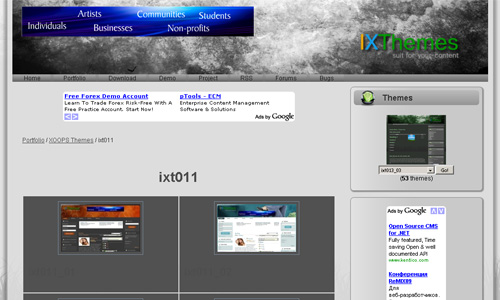 Artists
Communities
Students
Individuals
Businesses
Non-profits
IXThemes
suit for your content
Home Portfolio Download Demo Project RSS Forums Bugs
Free Forex Demo Account
Learn To Trade Forex Risk-Free With A
Free Practice Account. Start Now!
pTools - ECM
Enterprise Content Management
Software & Solutions
Ads by Google
Portfolio / XOOPS Themes / ixt011
ixt011
Themes
ixt013_03 Go!
(53 themes)
Ads by Google
Open Source CMS
for .NET
Fully featured, Time
saving Open & well
documented API
www.kentico.com
Конференция
ReMIX09
Для
веб-разработчиков.